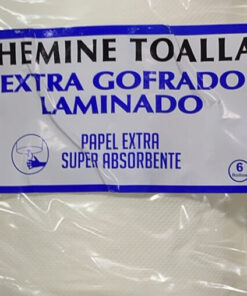 HEMINE TOALLA
EXTRA GOFRADO
LAMINADO
PAPEL EXTRA
SUPER ABSORBENTE
6